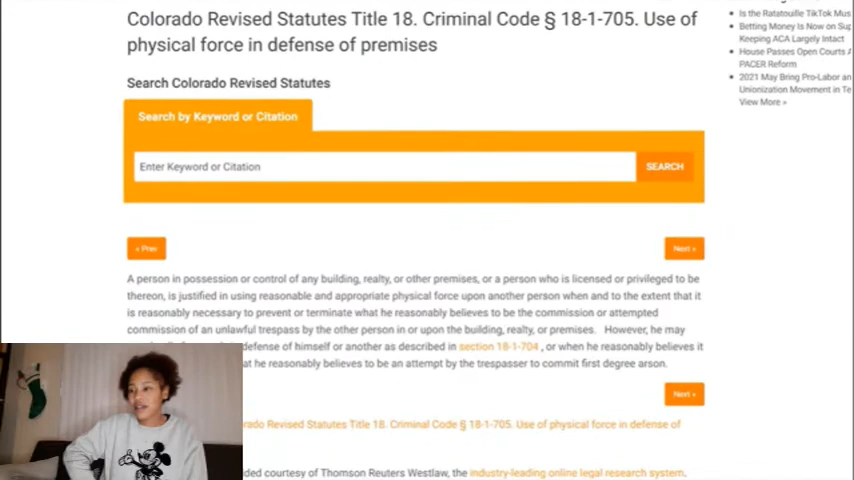 Colorado Revised Statutes Title 18. Criminal Code § 18-1-705. Use of
physical force in defense of premises
Search Colorado Revised Statutes
Search by Keyword or Citation
Enter Keyword or Citation
SEARCH
« Prev
Next »
A person in possession or control of any building, realty, or other premises, or a person who is licensed or privileged to be
thereon, is justified in using reasonable and appropriate physical force upon another person when and to the extent that it
is reasonably necessary to prevent or terminate what he reasonably believes to be the commission or attempted
commission of an unlawful trespass by the other person in or upon the building, realty, or premises. However, he may
defense of himself or another as described in section 18-1-704 , or when he reasonably believes it
at he reasonably believes to be an attempt by the trespasser to commit first degree arson.
Next »
rado Revised Statutes Title 18. Criminal Code § 18-1-705. Use of physical force in defense of
ded courtesy of Thomson Reuters Westlaw, the industry-leading online legal research system.
Is the Ratatouille TikTok Mus
Betting Money Is Now on Sup
Keeping ACA Largely Intact
House Passes Open Courts A
PACER Reform
2021 May Bring Pro-Labor an
Unionization Movement in Te
View More »